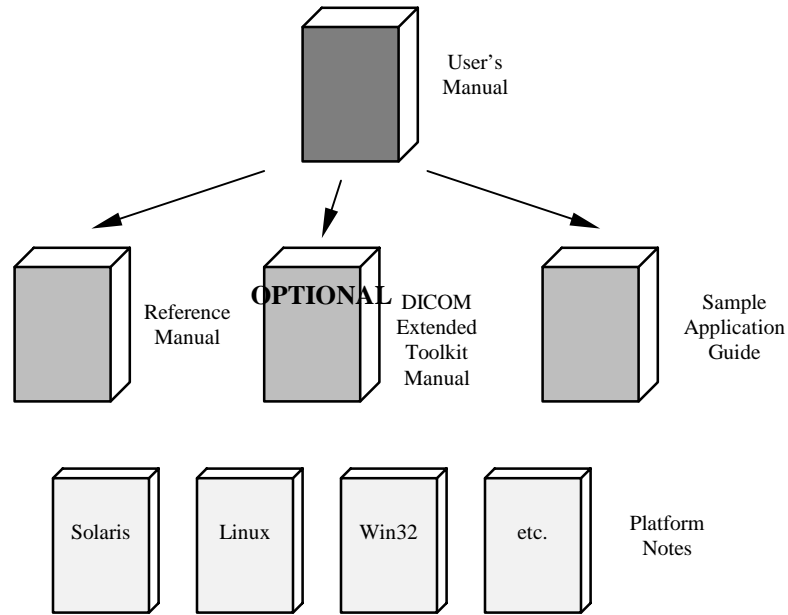 User's
Manual
Reference
Manual
OPTIONAL
DICOM
Extended
Toolkit
Manual
Sample
Application
Guide
Solaris
Linux
Win32
etc.
Platform
Notes